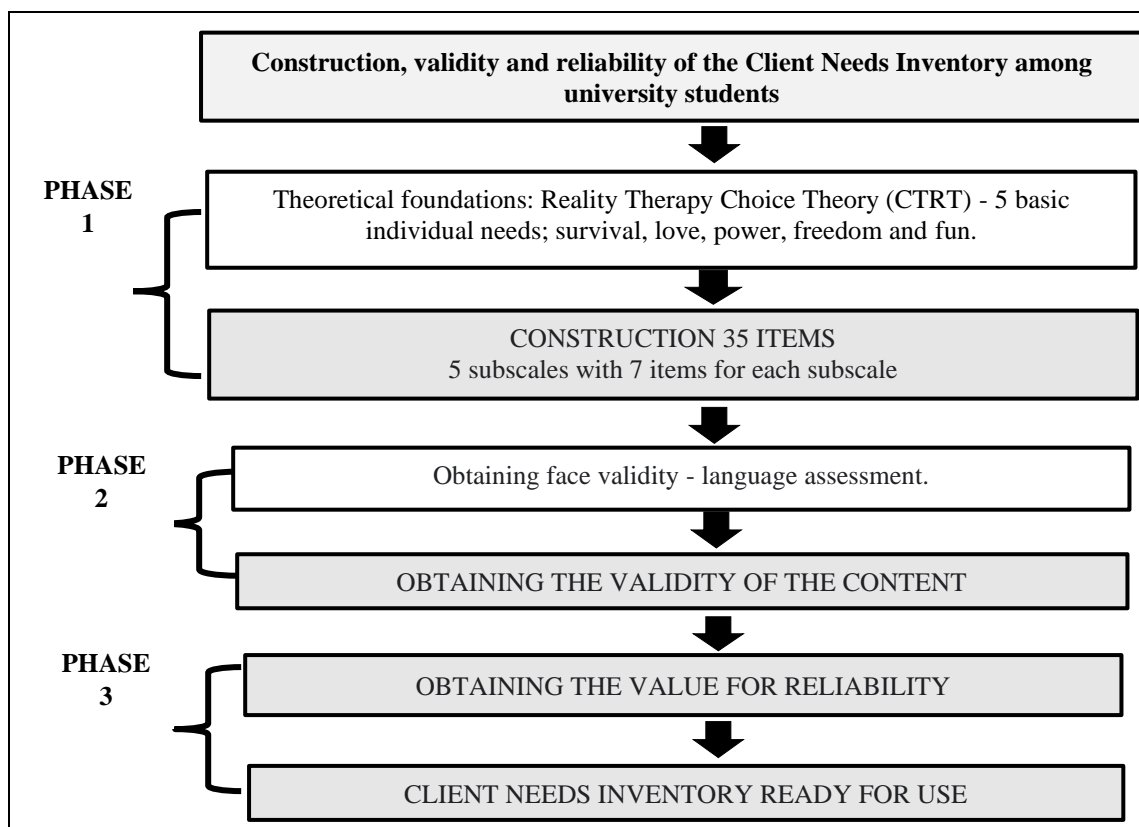 Construction, validity and reliability of the Client Needs Inventory among
university students
PHASE
1
Theoretical foundations: Reality Therapy Choice Theory (CTRT) - 5 basic
individual needs; survival, love, power, freedom and fun.
CONSTRUCTION 35 ITEMS
5 subscales with 7 items for each subscale
PHASE
2
Obtaining face validity - language assessment.
OBTAINING THE VALIDITY OF THE CONTENT
PHASE
3
OBTAINING THE VALUE FOR RELIABILITY
CLIENT NEEDS INVENTORY READY FOR USE